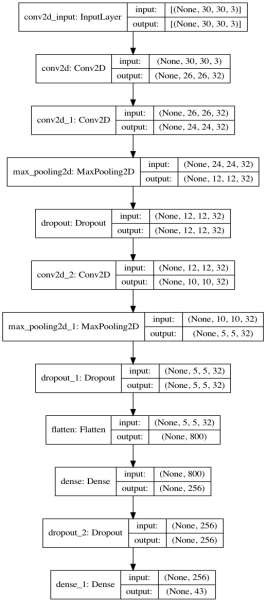 conv2d_input: InputLayer
input: [(None, 30, 30, 3)]
output: [(None, 30, 30, 3)]
conv2d: Conv2D
input: (None, 30, 30, 3)
output: (None, 26, 26, 32)
conv2d_1: Conv2D
input: (None, 26, 26, 32)
output: (None, 24, 24, 32)
max_pooling2d: MaxPooling2D
input: (None, 24, 24, 32)
output: (None, 12, 12, 32)
dropout: Dropout
input: (None, 12, 12, 32)
output: (None, 12, 12, 32)
conv2d_2: Conv2D
input: (None, 12, 12, 32)
output: (None, 10, 10, 32)
max_pooling2d_1: MaxPooling2D
input: (None, 10, 10, 32)
output: (None, 5, 5, 32)
dropout_1: Dropout
input: (None, 5, 5, 32)
output: (None, 5, 5, 32)
flatten: Flatten
input: (None, 5, 5, 32)
output: (None, 800)
dense: Dense
input: (None, 800)
output: (None, 256)
dropout_2: Dropout
input: (None, 256)
output: (None, 256)
dense_1: Dense
input: (None, 256)
output: (None, 43)